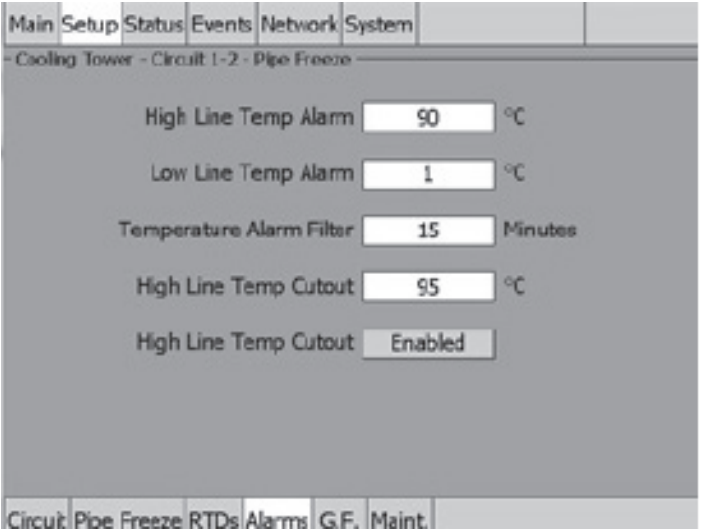 Main Setup Status Events Network System
Cooling Tower - Circuit 1-2 - Pipe Freeze
High Line Temp Alarm 90 °C
Low Line Temp Alarm 1 °C
Temperature Alarm Filter 15 Minutes
High Line Temp Cutout 95 °C
High Line Temp Cutout Enabled
Circuit Pipe Freeze RTDs Alarms G.F. Maint.